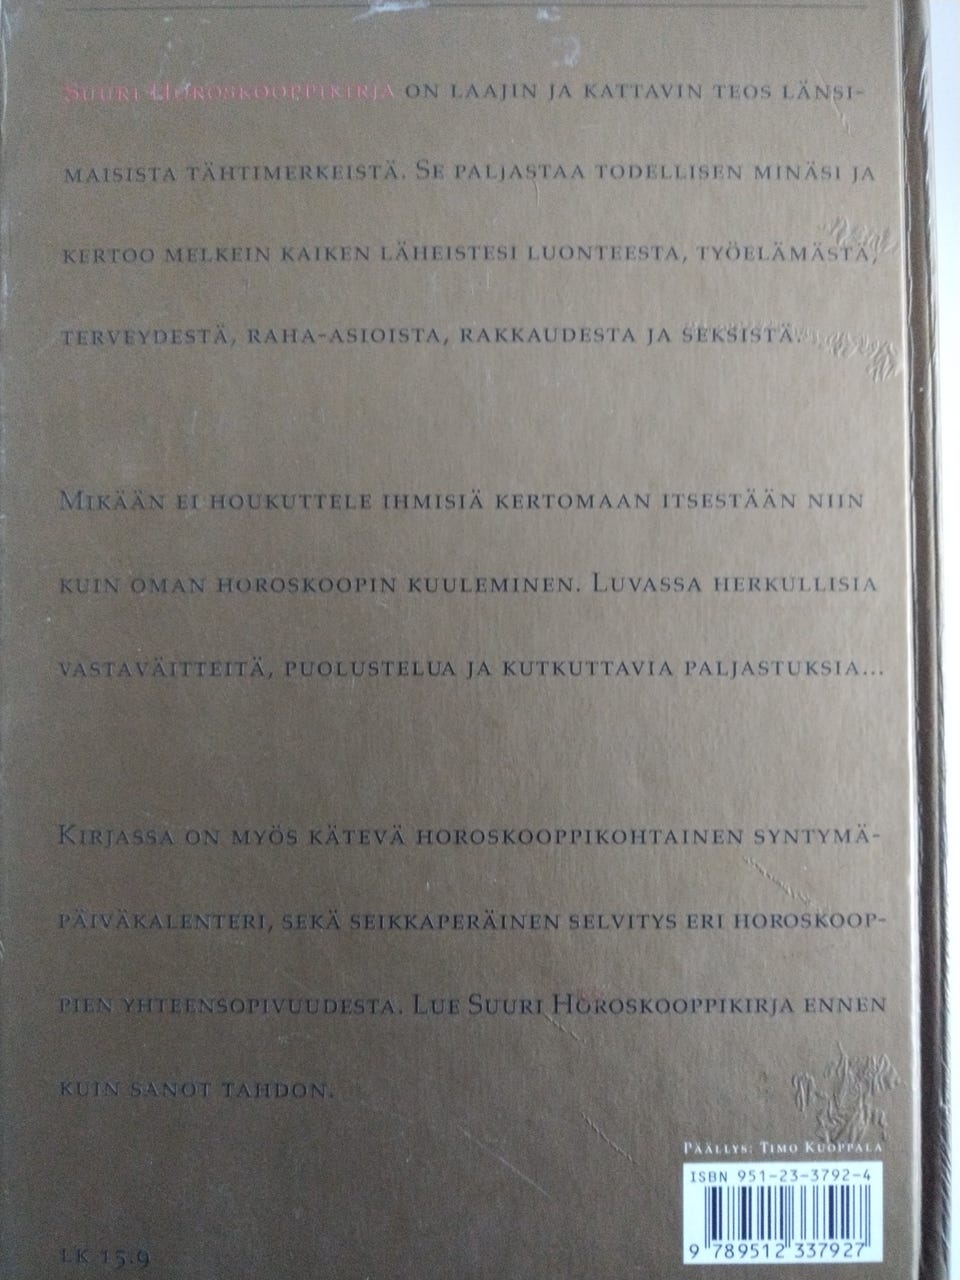 Suuri Horoskooppikirja on laajin ja kattavin teos länsi-
maisista tähtimerkeistä. Se paljastaa todellisen minäsi ja
kertoo melkein kaiken läheistesi luonteesta, työelämästä,
terveydestä, raha-asioista, rakkaudesta ja seksistä.
Mikään ei houkuttele ihmisiä kertomaan itsestään niin
kuin oman horoskoopin kuuleminen. Luvassa herkullisia
vastaväitteitä, puolustelua ja kutkuttavia paljastuksia...
Kirjassa on myös kätevä horoskooppikohtainen syntymä-
päiväkalenteri, sekä seikkaperäinen selvitys eri horoskoop-
pien yhteensopivuudesta. Lue Suuri Horoskooppikirja ennen
kuin sanot tahdon.
Päällys: Timo Kuoppala
ISBN 951-23-3792-4
9 789512 337927
LK 15.9